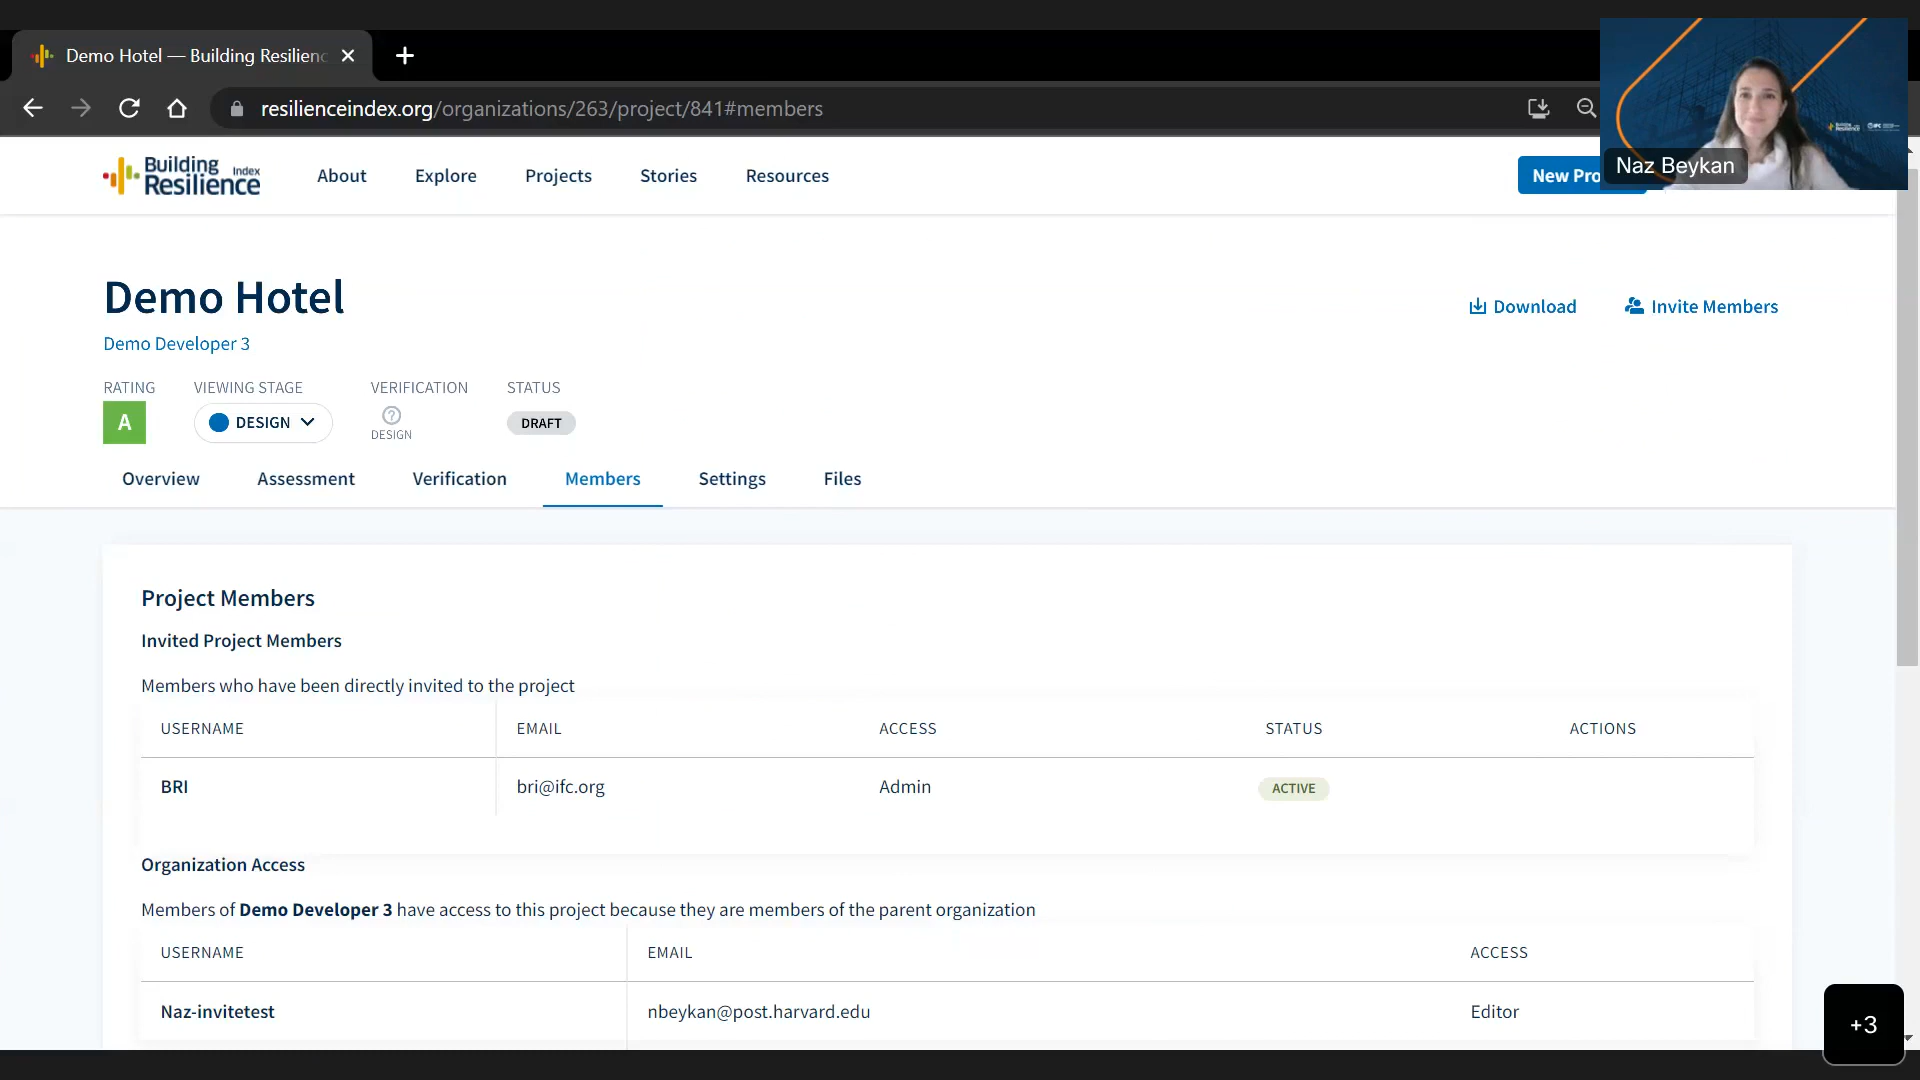 Demo Hotel — Building Resilienc
resilienceindex.org/organizations/263/project/841#members
Naz Beykan
Building Resilience Index
About Explore Projects Stories Resources
New Pro
Demo Hotel
Download Invite Members
Demo Developer 3
RATING VIEWING STAGE VERIFICATION STATUS
A DESIGN DESIGN DRAFT
Overview Assessment Verification Members Settings Files
Project Members
Invited Project Members
Members who have been directly invited to the project
USERNAME EMAIL ACCESS STATUS ACTIONS
BRI bri@ifc.org Admin ACTIVE
Organization Access
Members of Demo Developer 3 have access to this project because they are members of the parent organization
USERNAME EMAIL ACCESS
Naz-invitetest nbeykan@post.harvard.edu Editor
+3